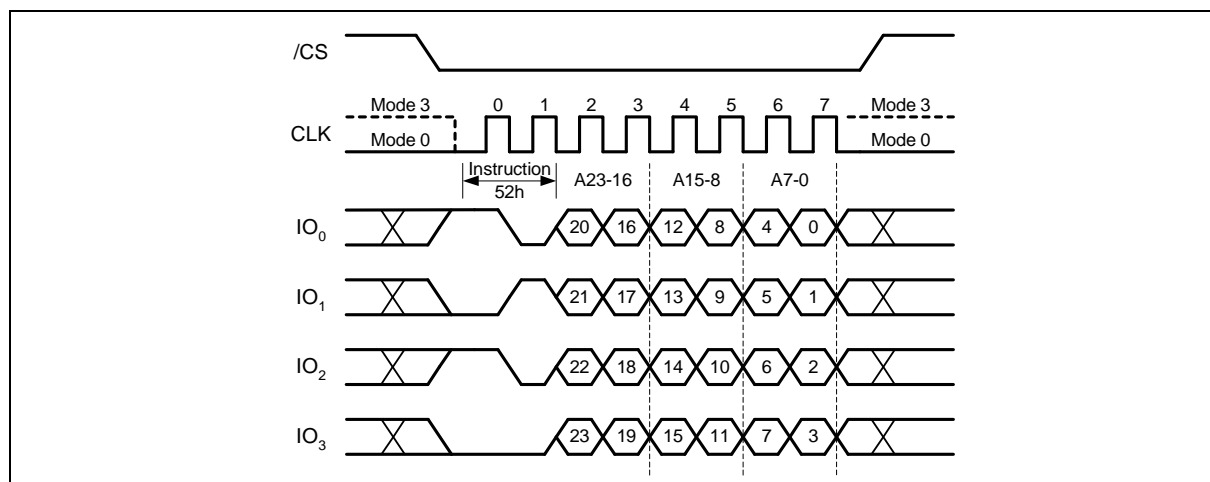 /CS
Mode 3 0 1 2 3 4 5 6 7 Mode 3
CLK
Mode 0 Mode 0
Instruction A23-16 A15-8 A7-0
52h
IO0 20 16 12 8 4 0
IO1 21 17 13 9 5 1
IO2 22 18 14 10 6 2
IO3 23 19 15 11 7 3